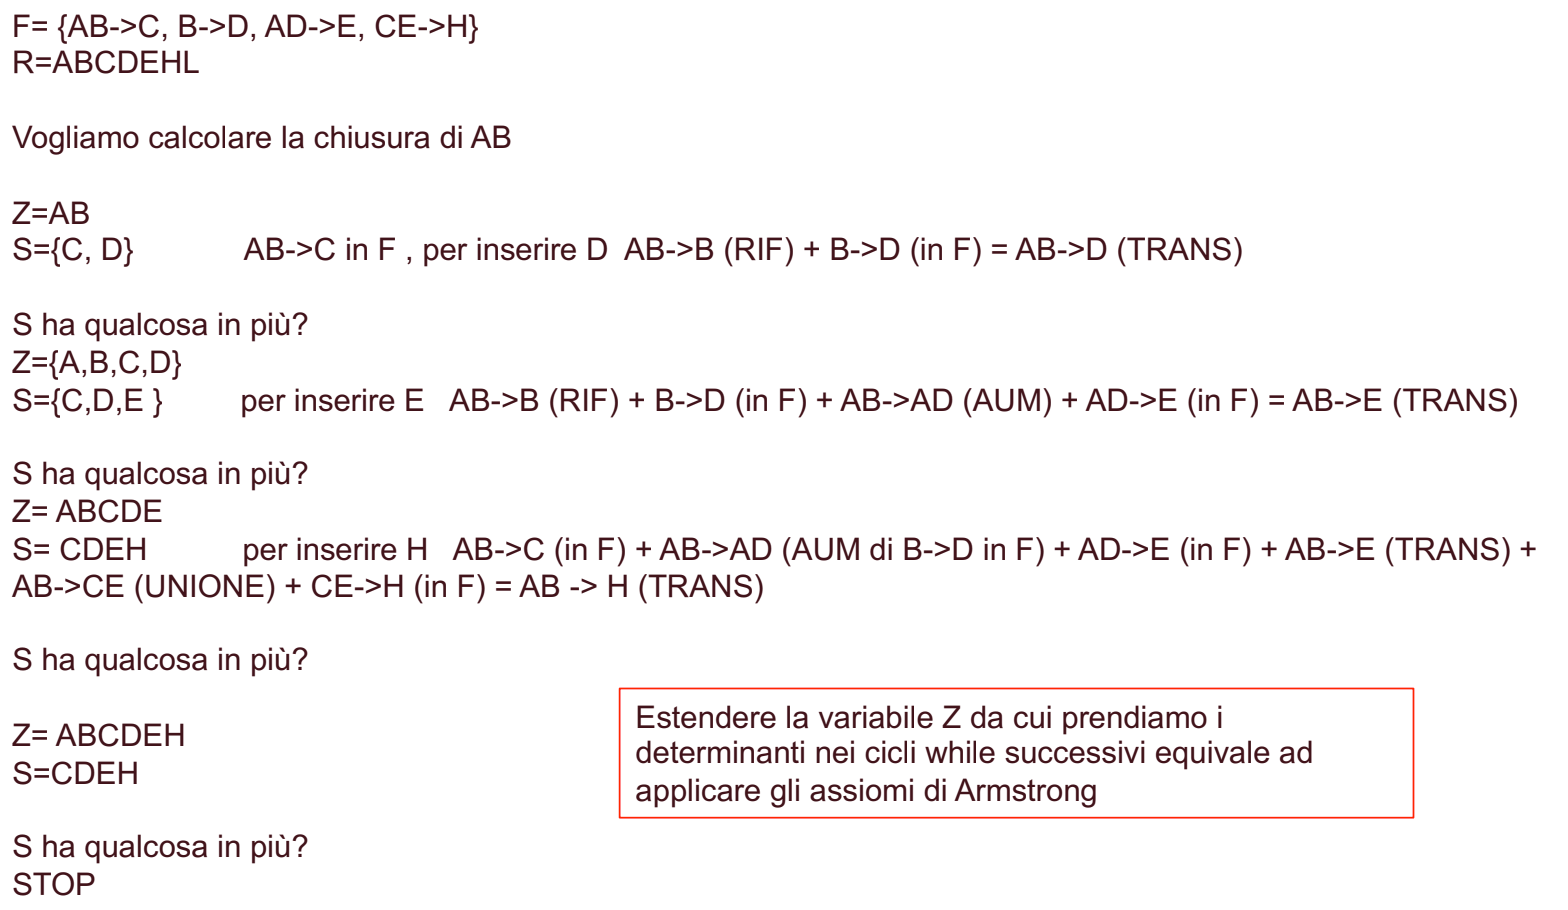 F= {AB->C, B->D, AD->E, CE->H}
R=ABCDEHL
Vogliamo calcolare la chiusura di AB
Z=AB
S={C, D} AB->C in F , per inserire D AB->B (RIF) + B->D (in F) = AB->D (TRANS)
S ha qualcosa in più?
Z={A,B,C,D}
S={C,D,E } per inserire E AB->B (RIF) + B->D (in F) + AB->AD (AUM) + AD->E (in F) = AB->E (TRANS)
S ha qualcosa in più?
Z= ABCDE
S= CDEH per inserire H AB->C (in F) + AB->AD (AUM di B->D in F) + AD->E (in F) + AB->E (TRANS) +
AB->CE (UNIONE) + CE->H (in F) = AB -> H (TRANS)
S ha qualcosa in più?
Z= ABCDEH
S=CDEH
Estendere la variabile Z da cui prendiamo i
determinanti nei cicli while successivi equivale ad
applicare gli assiomi di Armstrong
S ha qualcosa in più?
STOP